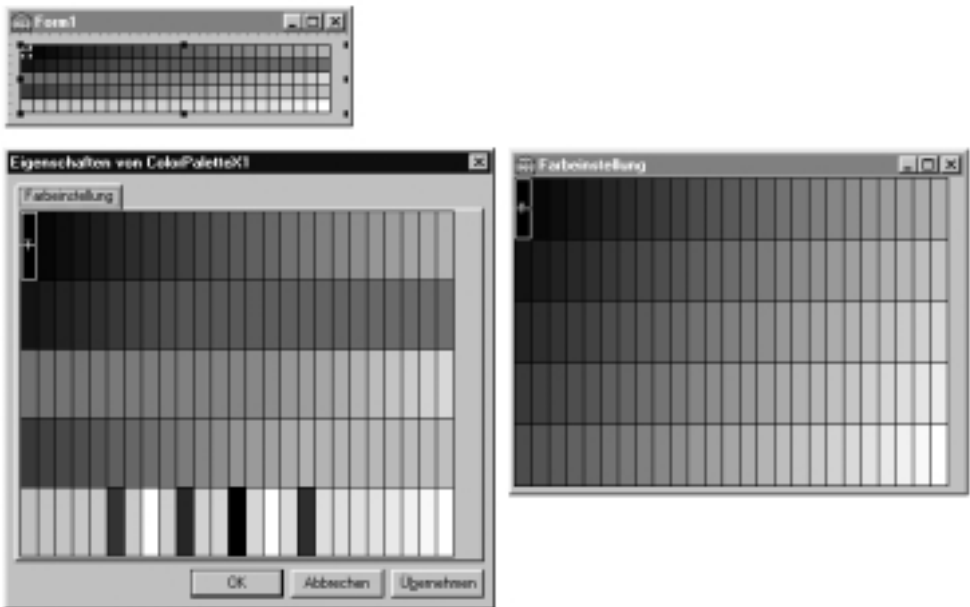 Form1
Eigenschaften von ColorPaletteX1
Farbeinstellung
OK
Abbrechen
Übernehmen
Farbeinstellung